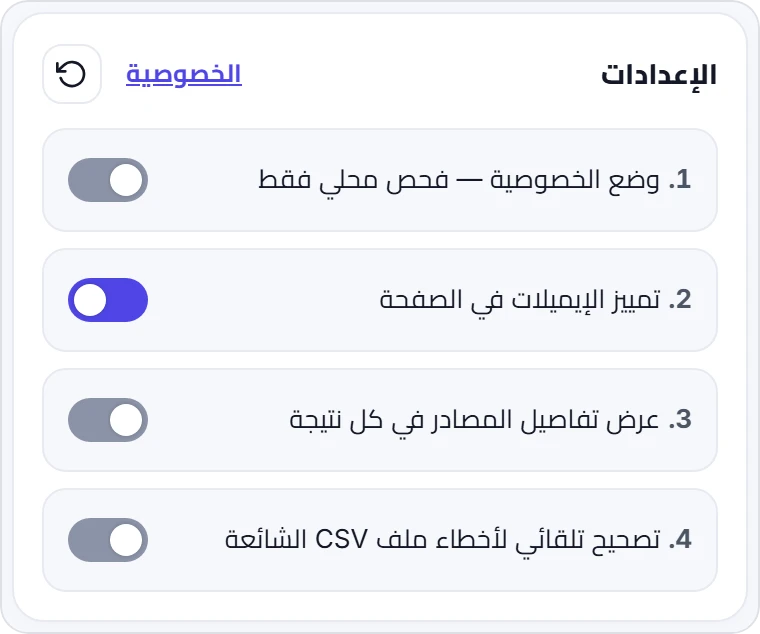 الإعدادات
الخصوصية
1. وضع الخصوصية — فحص محلي فقط
2. تمييز الإيميلات في الصفحة
3. عرض تفاصيل المصادر في كل نتيجة
4. تصحيح تلقائي لأخطاء ملف CSV الشائعة